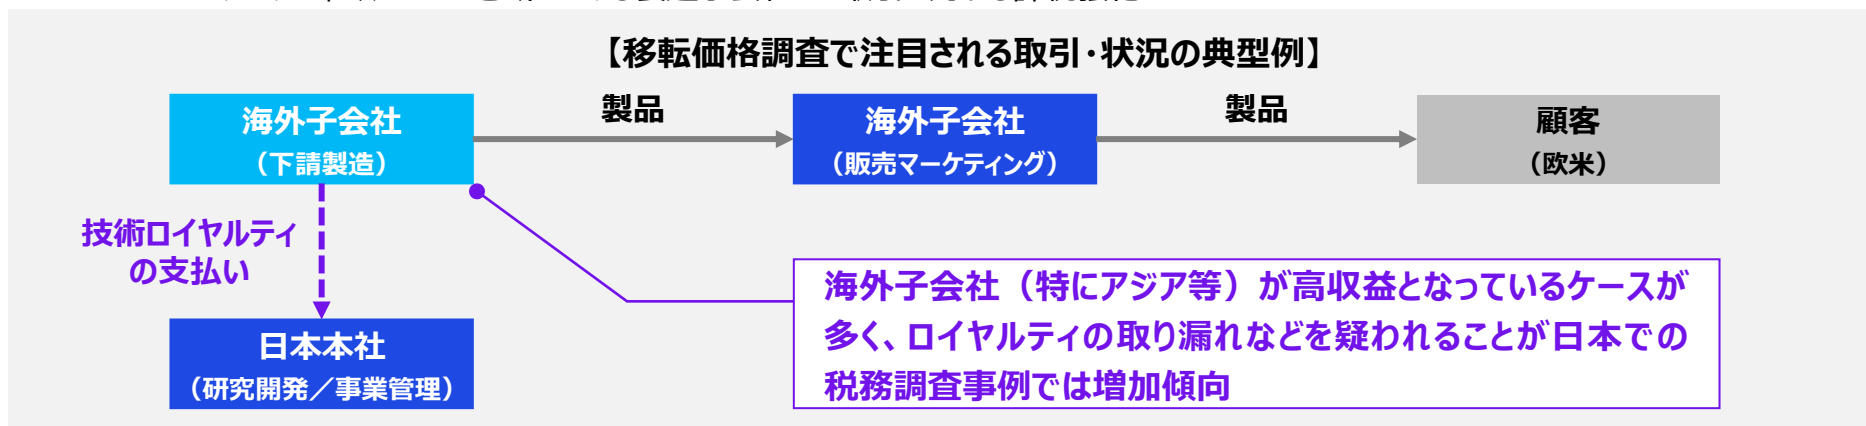 【移転価格調査で注目される取引・状況の典型例】
海外子会社
（下請製造）
製品
海外子会社
（販売マーケティング）
製品
顧客
（欧米）
技術ロイヤルティ
の支払い
日本本社
（研究開発／事業管理）
海外子会社（特にアジア等）が高収益となっているケースが
多く、ロイヤルティの取り漏れなどを疑われることが日本での
税務調査事例では増加傾向